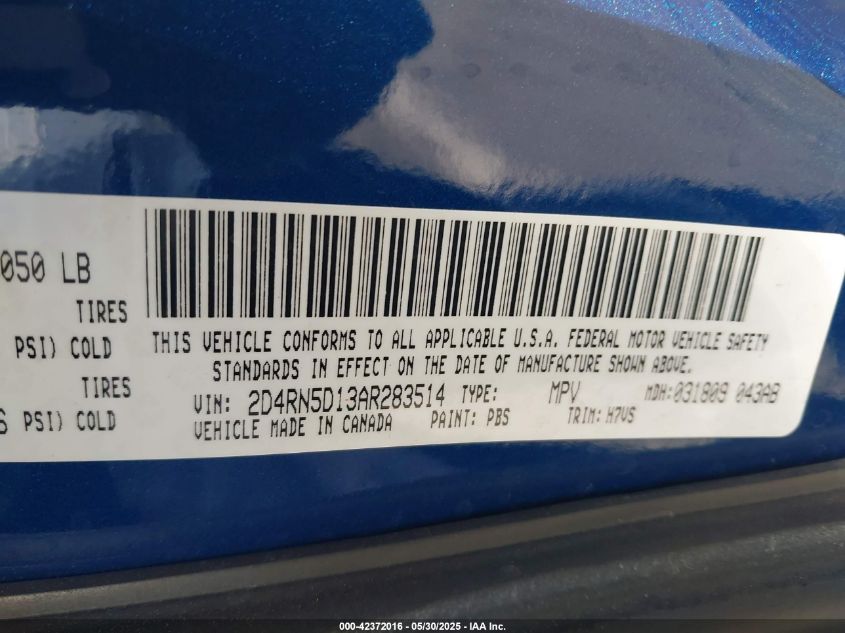 050 LB
TIRES
PSI) COLD
TIRES
PSI) COLD
THIS VEHICLE CONFORMS TO ALL APPLICABLE U.S.A. FEDERAL MOTOR VEHICLE SAFETY
STANDARDS IN EFFECT ON THE DATE OF MANUFACTURE SHOWN ABOVE.
VIN: 2D4RN5D13AR283514 TYPE: MPV MDH:031809 043AB
VEHICLE MADE IN CANADA PAINT: PBS TRIM: H7VS
000-42372016 - 05/30/2025 - IAA Inc.